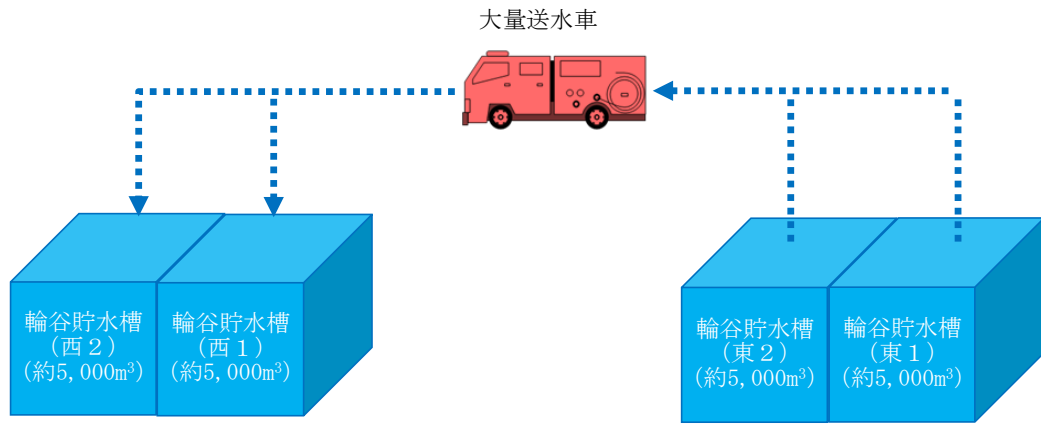 大量送水車
輪谷貯水槽
（西２）
(約5,000m³)
輪谷貯水槽
（西１）
(約5,000m³)
輪谷貯水槽
（東２）
(約5,000m³)
輪谷貯水槽
（東１）
(約5,000m³)